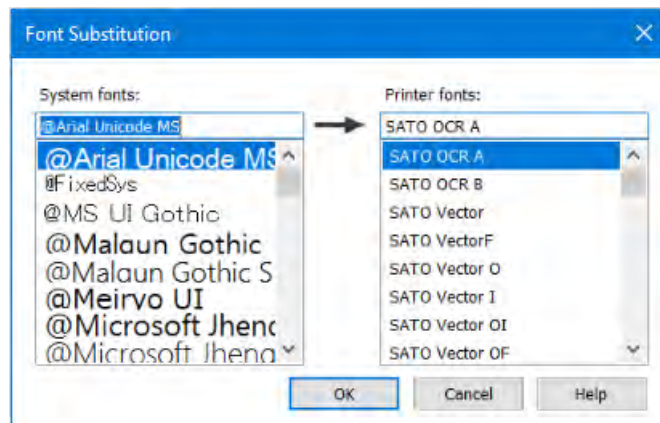 Font Substitution
System fonts:
@Arial Unicode MS
@Arial Unicode MS
@FixedSys
@MS UI Gothic
@Malgun Gothic
@Malgun Gothic S
@Meiryo UI
@Microsoft Jheng
@Microsoft Jheng
Printer fonts:
SATO OCR A
SATO OCR A
SATO OCR B
SATO Vector
SATO VectorF
SATO Vector O
SATO Vector I
SATO Vector OI
SATO Vector OF
OK
Cancel
Help